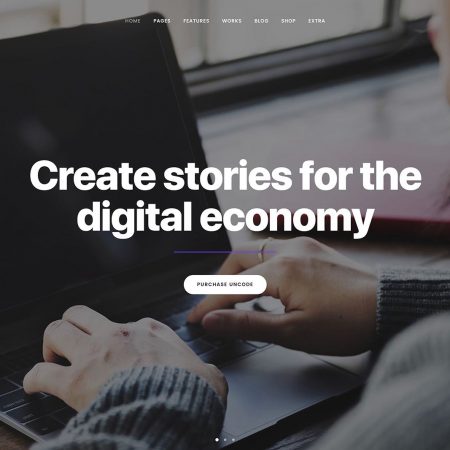 HOME PAGES FEATURES WORKS BLOG SHOP EXTRA
Create stories for the
digital economy
PURCHASE UNCODE